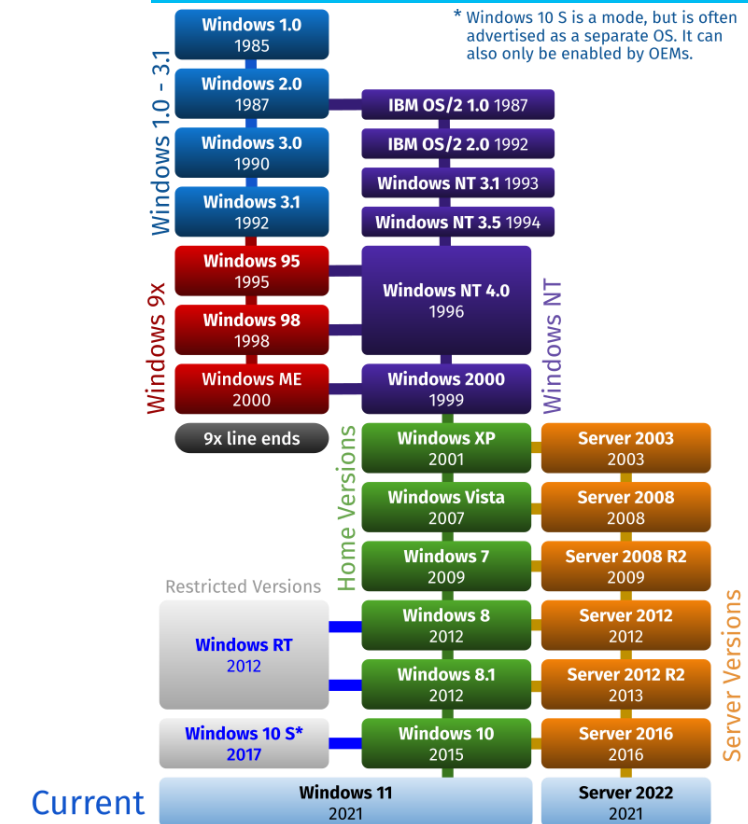 * Windows 10 S is a mode, but is often
advertised as a separate OS. It can
also only be enabled by OEMs.
Windows 1.0 - 3.1
Windows 1.0
1985
Windows 2.0
1987
Windows 3.0
1990
Windows 3.1
1992
IBM OS/2 1.0 1987
IBM OS/2 2.0 1992
Windows NT 3.1 1993
Windows NT 3.5 1994
Windows 9x
Windows 95
1995
Windows 98
1998
Windows ME
2000
9x line ends
Windows NT 4.0
1996
Windows 2000
1999
Windows NT
Home Versions
Windows XP
2001
Windows Vista
2007
Windows 7
2009
Windows 8
2012
Windows 8.1
2012
Windows 10
2015
Server 2003
2003
Server 2008
2008
Server 2008 R2
2009
Server 2012
2012
Server 2012 R2
2013
Server 2016
2016
Server Versions
Restricted Versions
Windows RT
2012
Windows 10 S*
2017
Current
Windows 11
2021
Server 2022
2021